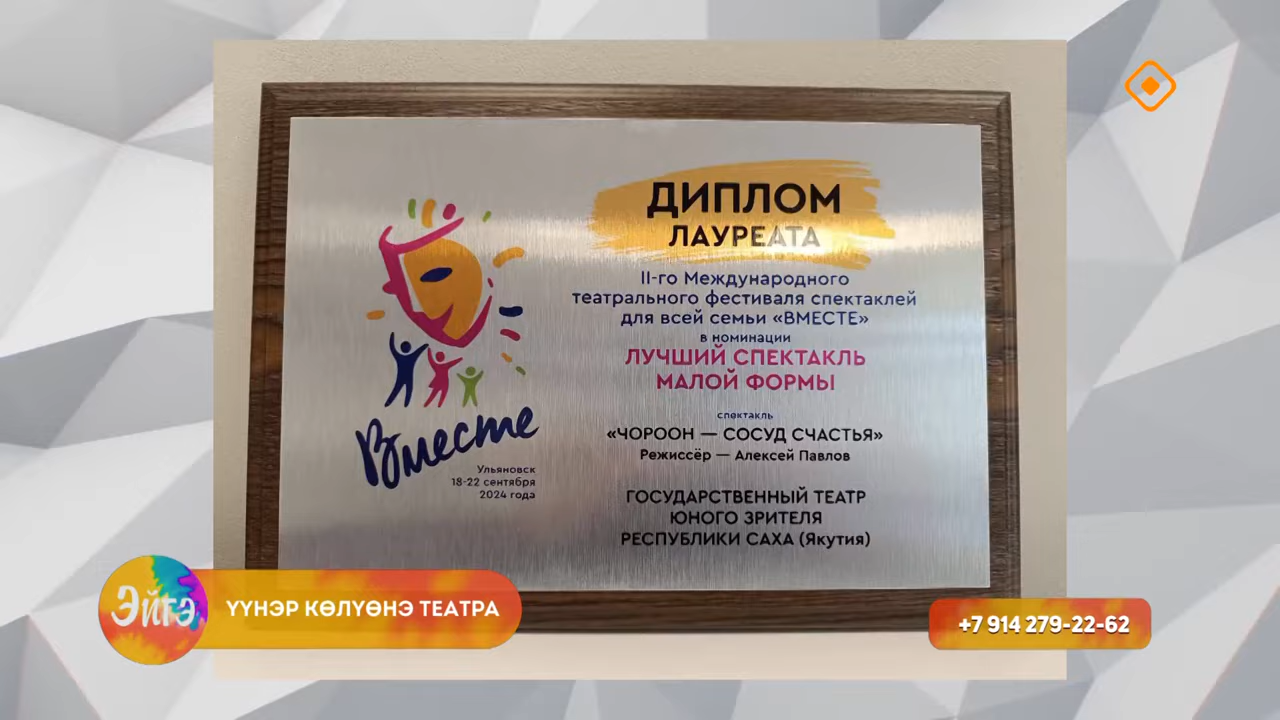 ДИПЛОМ
ЛАУРЕАТА
II-го Международного
театрального фестиваля спектаклей
для всей семьи «ВМЕСТЕ»
в номинации
ЛУЧШИЙ СПЕКТАКЛЬ
МАЛОЙ ФОРМЫ
спектакль
«ЧОРООН — СОСУД СЧАСТЬЯ»
Режиссёр — Алексей Павлов
ГОСУДАРСТВЕННЫЙ ТЕАТР
ЮНОГО ЗРИТЕЛЯ
РЕСПУБЛИКИ САХА (Якутия)
Вместе
Ульяновск
18-22 сентября
2024 года
Эйгэ
ҮҮНЭР КӨЛҮӨНЭ ТЕАТРА
+7 914 279-22-62